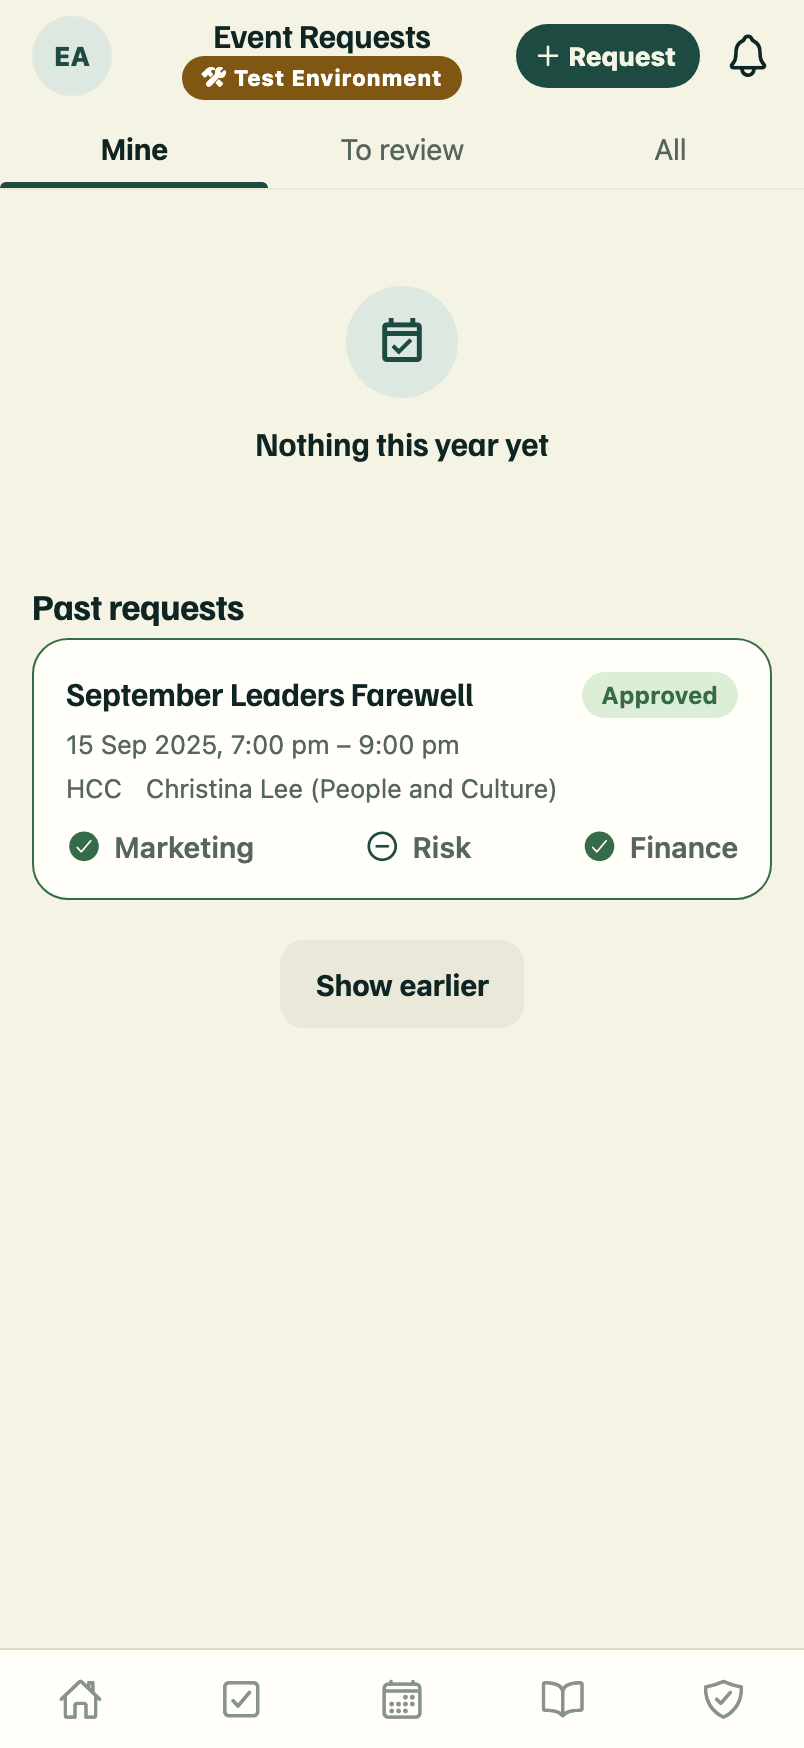 EA
Event Requests
Test Environment
+ Request
Mine
To review
All
Nothing this year yet
Past requests
September Leaders Farewell
Approved
15 Sep 2025, 7:00 pm – 9:00 pm
HCC Christina Lee (People and Culture)
Marketing
Risk
Finance
Show earlier